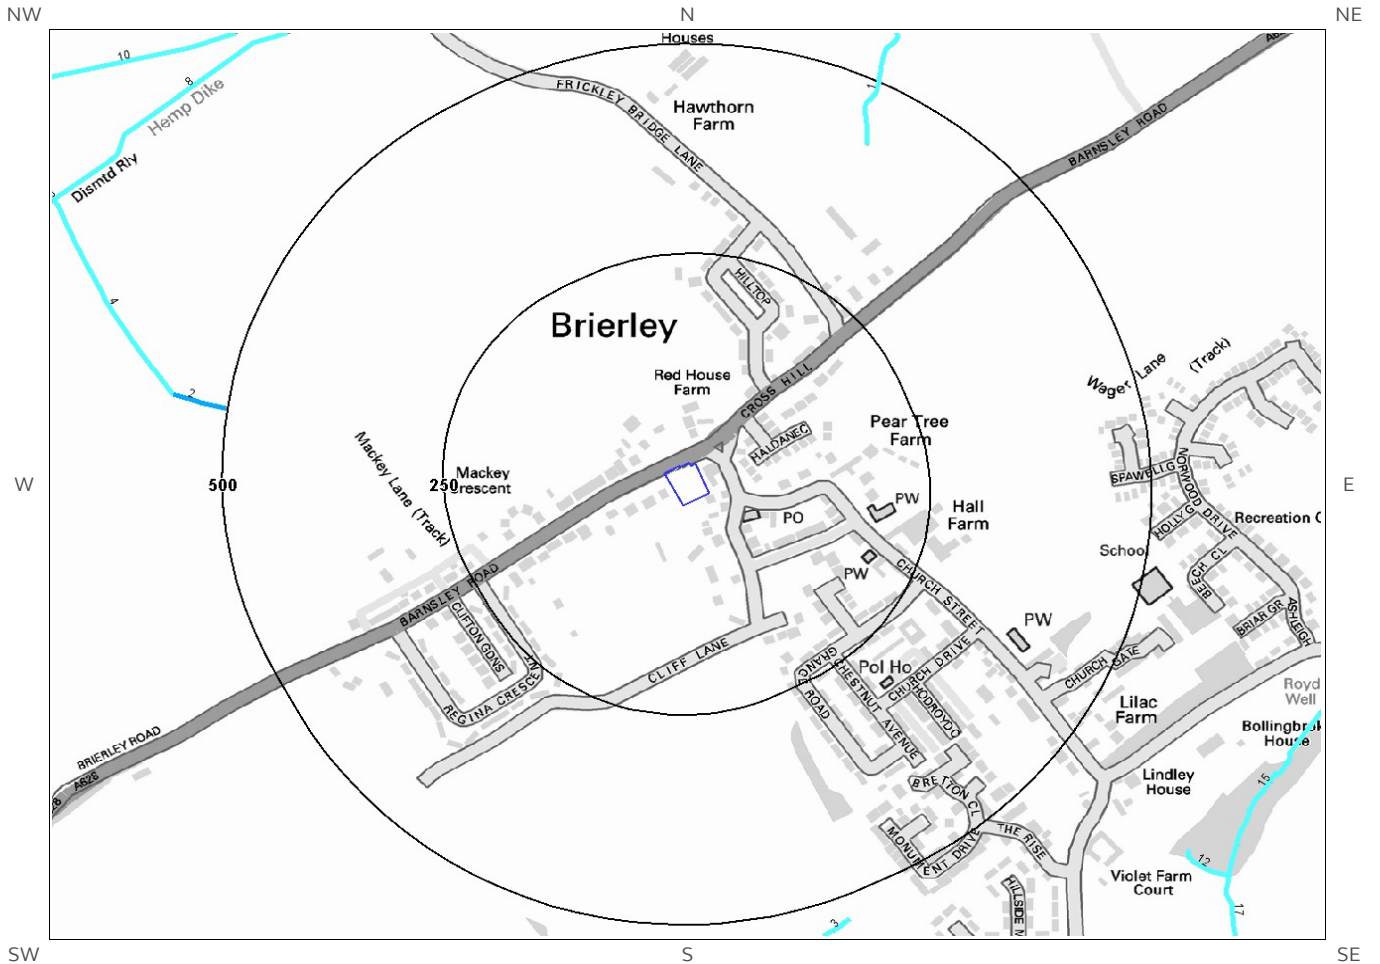 NW
N
NE
Houses
10
8
Hemp Dike
Dismtd Rly
FRICKLEY BRIDGE LANE
Hawthorn
Farm
1
BARNSLEY ROAD
4
HILLTOP
Brierley
2
Red House
Farm
CROSS HILL
Wager Lane
(Track)
Pear Tree
Farm
HALDANE C
Mackey Lane (Track)
Mackey
Crescent
W
500
250
SPAWELL G
NORWOOD DRIVE
E
PW
PO
Hall
Farm
HOLLY G
Recreation G
School
BEECH CL
PW
CHURCH STREET
BARNSLEY ROAD
CLIFTON GDNS
REGINA CRESCENT
CLIFF LANE
PW
BRIAR GR
ASHLEIGH
GRANGE ROAD
CHESTNUT AVENUE
Pol Ho
CHURCH DRIVE
HODROYD C
CHURCH GATE
Lilac
Farm
Royd
Well
Bollingbrok
House
BRIERLEY ROAD
A628
28
BRETTON CL
Lindley
House
15
MONUMENT DRIVE
THE RISE
12
Violet Farm
Court
HILLSIDE M
17
3
SW
S
SE